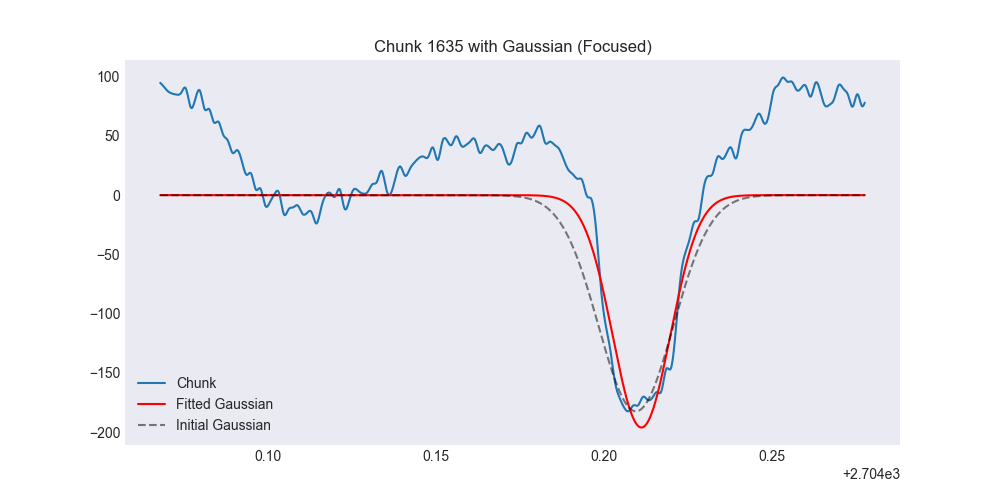 Chunk 1635 with Gaussian (Focused)
100
50
0
−50
−100
−150
−200
Chunk
Fitted Gaussian
Initial Gaussian
0.10 0.15 0.20 0.25
+2.704e3